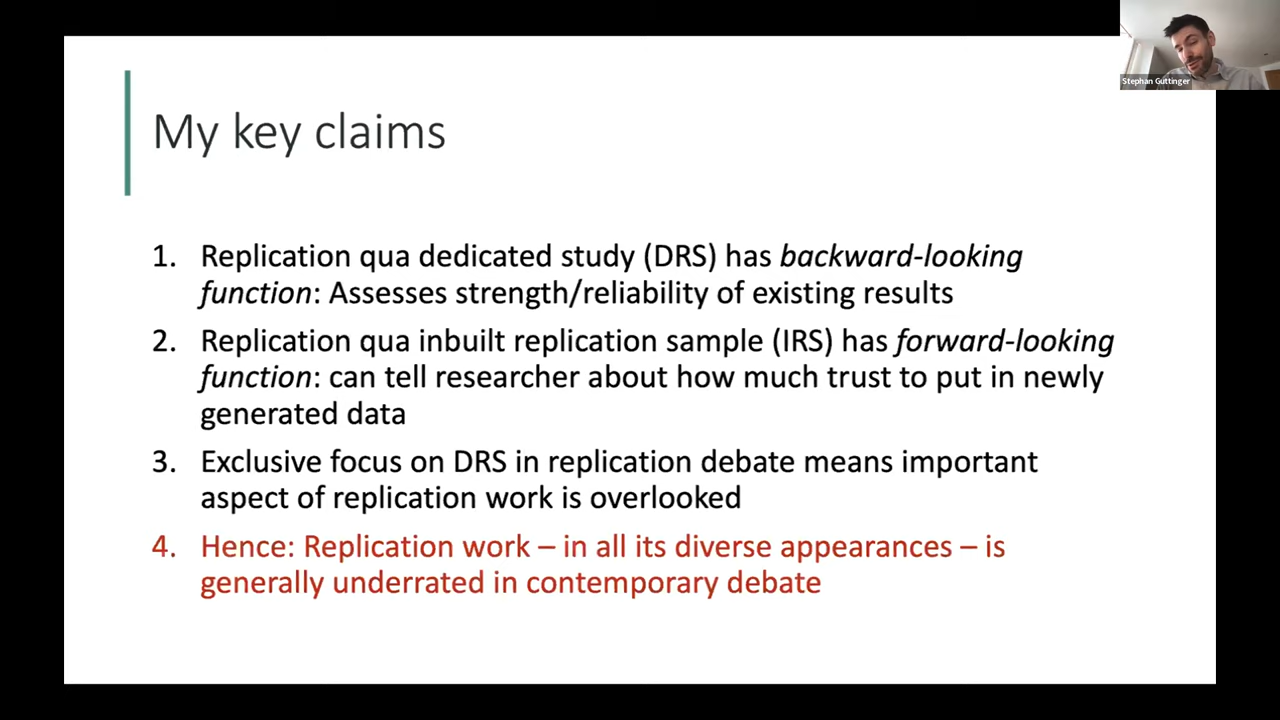 Stephan Guttinger
My key claims
1. Replication qua dedicated study (DRS) has backward-looking
function: Assesses strength/reliability of existing results
2. Replication qua inbuilt replication sample (IRS) has forward-looking
function: can tell researcher about how much trust to put in newly
generated data
3. Exclusive focus on DRS in replication debate means important
aspect of replication work is overlooked
4. Hence: Replication work – in all its diverse appearances – is
generally underrated in contemporary debate